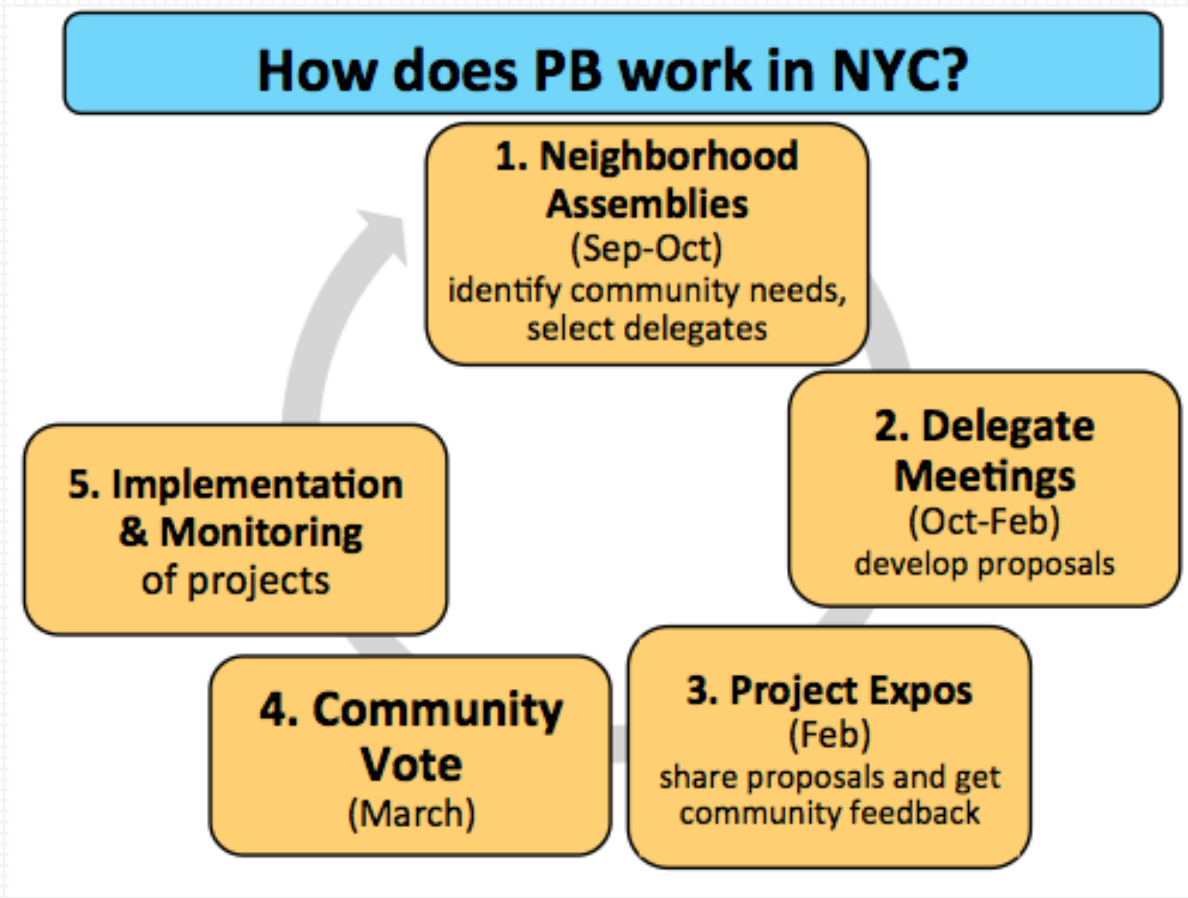 How does PB work in NYC?
1. Neighborhood
Assemblies
(Sep-Oct)
identify community needs,
select delegates
2. Delegate
Meetings
(Oct-Feb)
develop proposals
3. Project Expos
(Feb)
share proposals and get
community feedback
4. Community
Vote
(March)
5. Implementation
& Monitoring
of projects